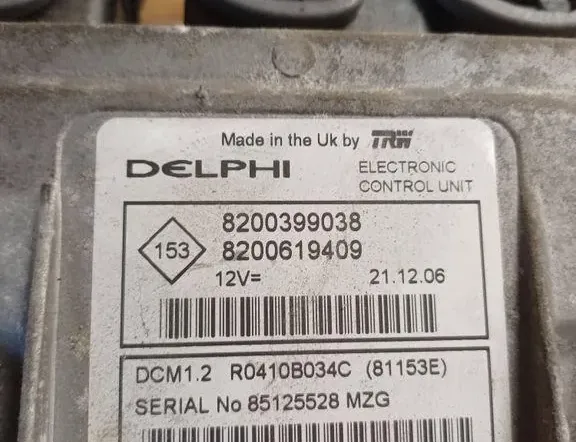 Made in the Uk by TRW
DELPHI ELECTRONIC
CONTROL UNIT
153 8200399038
8200619409
12V= 21.12.06
DCM1.2 R0410B034C (81153E)
SERIAL No 85125528 MZG